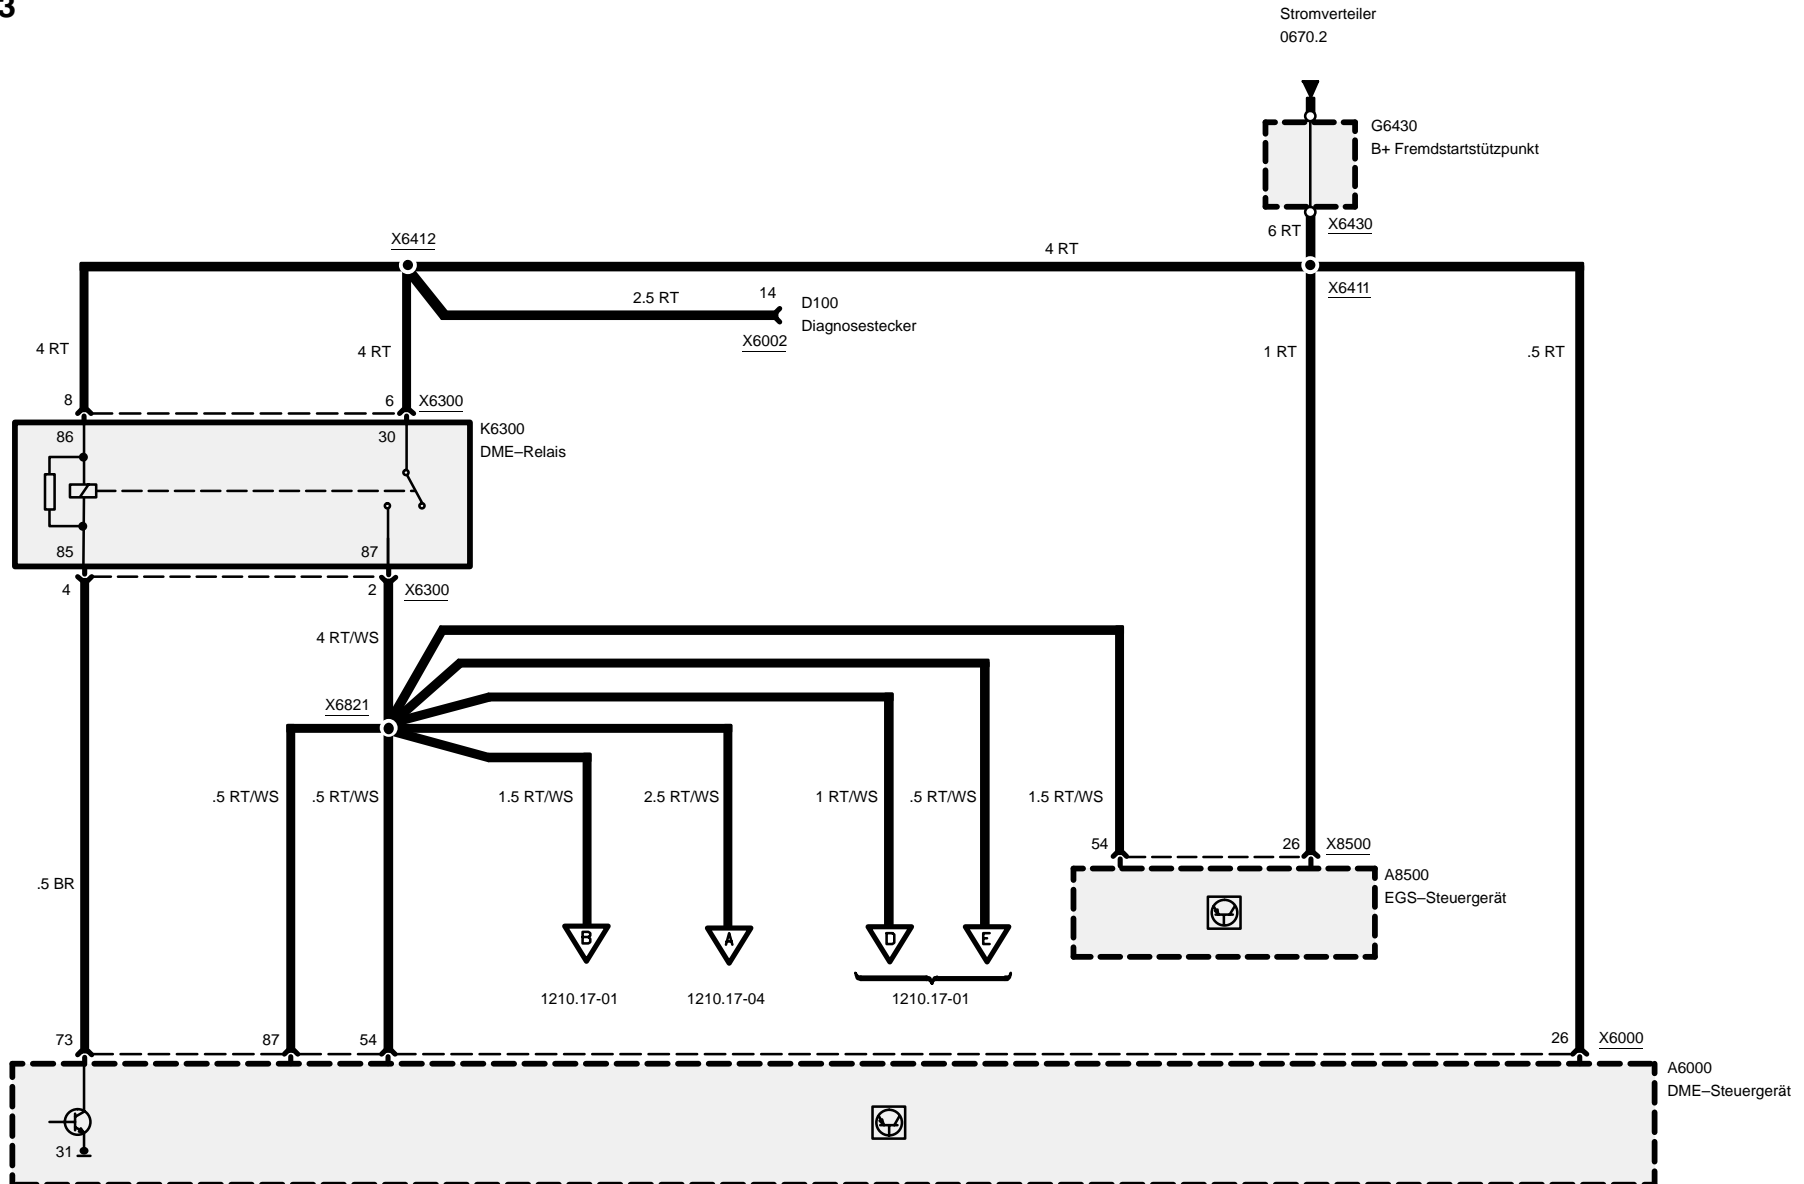 3
Stromverteiler
0670.2
G6430
B+ Fremdstartstützpunkt
6 RT
X6430
X6412
4 RT
X6411
2.5 RT
14
D100
Diagnosestecker
X6002
4 RT
4 RT
1 RT
.5 RT
8
6
X6300
86
30
K6300
DME–Relais
85
87
4
2
X6300
4 RT/WS
X6821
.5 RT/WS
.5 RT/WS
1.5 RT/WS
2.5 RT/WS
1 RT/WS
.5 RT/WS
1.5 RT/WS
54
26
X8500
.5 BR
A8500
EGS–Steuergerät
B
A
D
E
1210.17-01
1210.17-04
1210.17-01
73
87
54
26
X6000
A6000
DME–Steuergerät
31